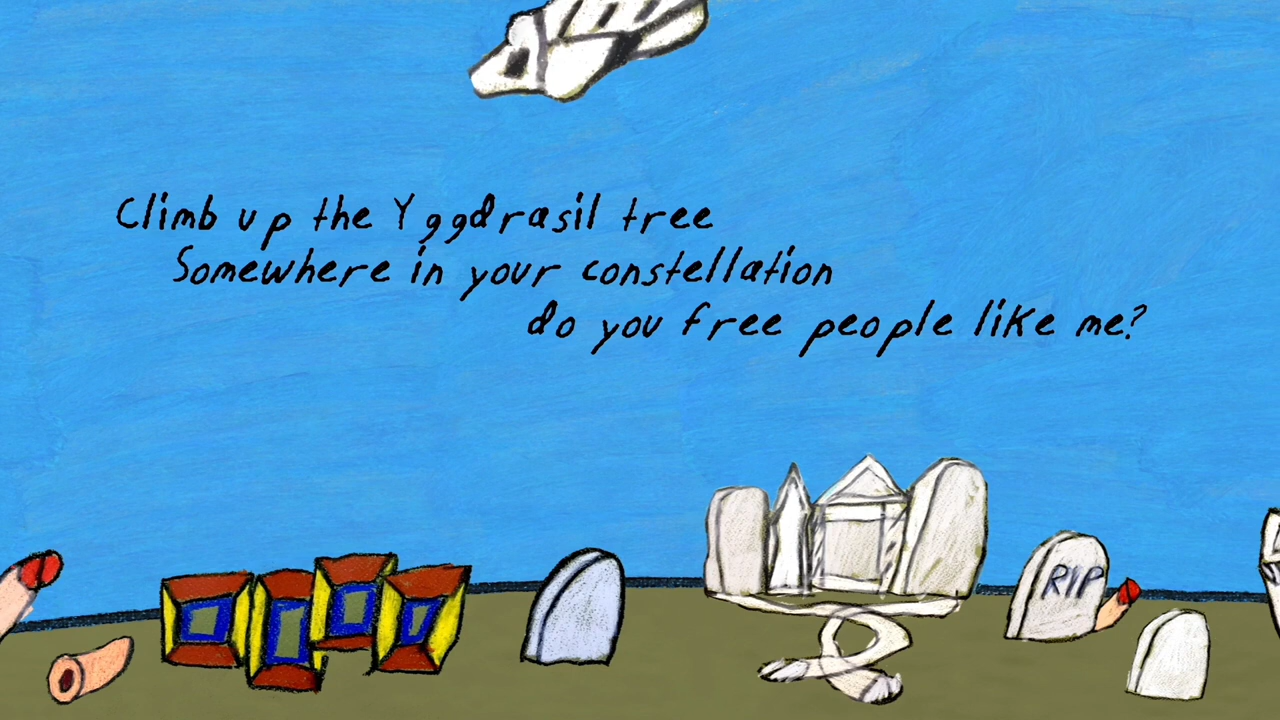 Climb up the Yggdrasil tree
Somewhere in your constellation
do you free people like me?
RIP